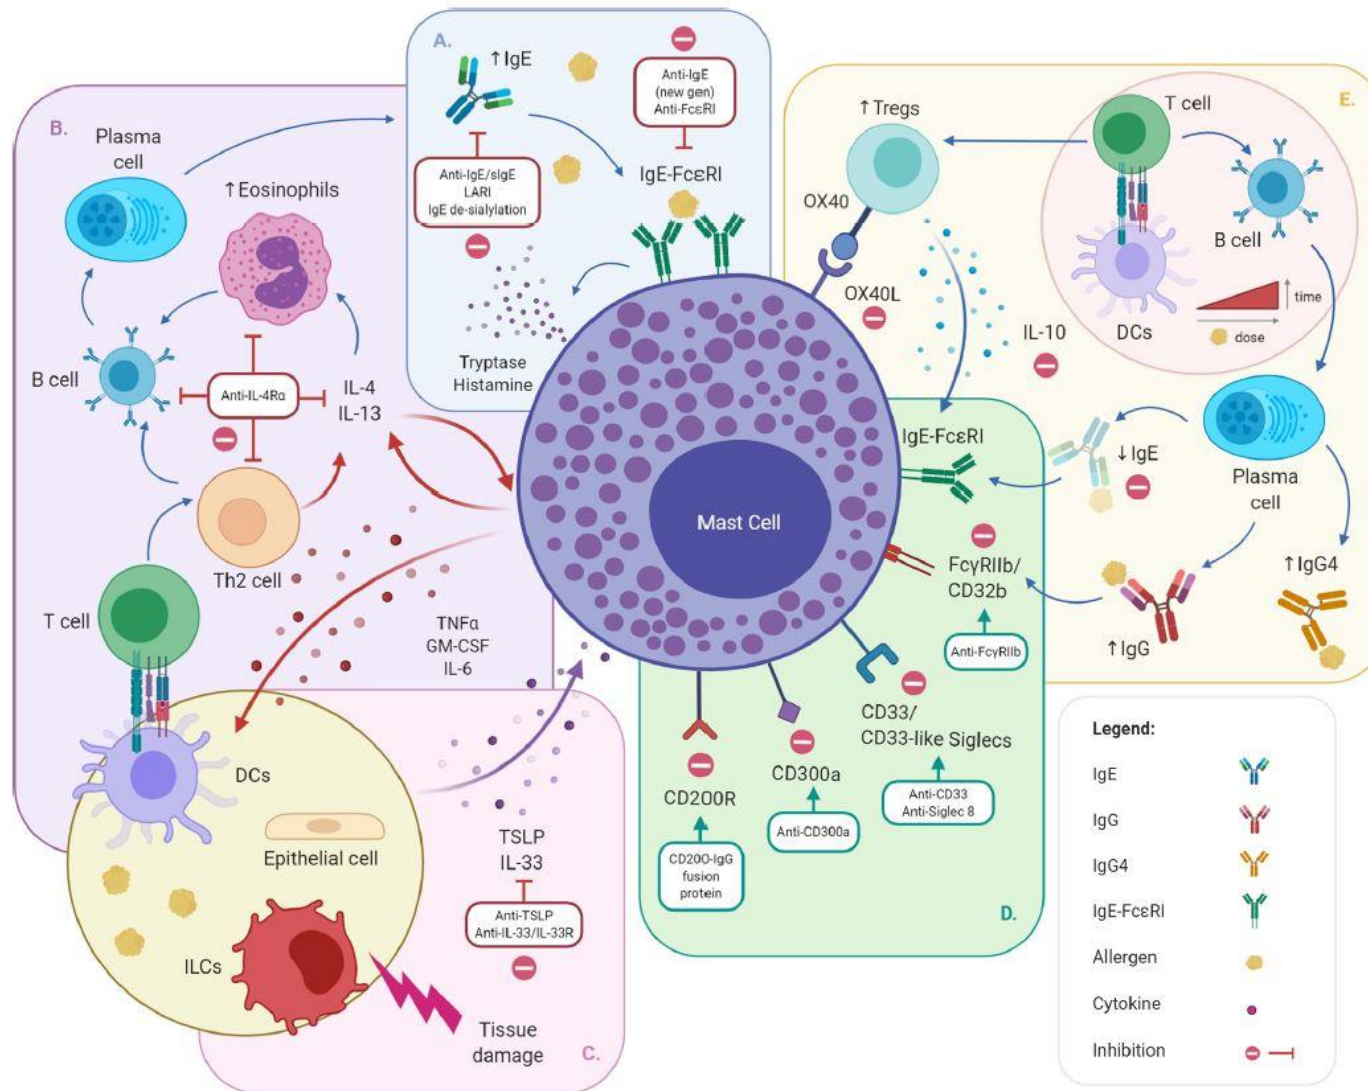 A.
↑IgE
Anti-IgE
(new gen)
Anti-FcεRI
Anti-IgE/sIgE
LARI
IgE de-sialylation
IgE-FcεRI
Tryptase
Histamine
B.
Plasma
cell
↑Eosinophils
B cell
Anti-IL-4Rα
IL-4
IL-13
Th2 cell
T cell
TNFα
GM-CSF
IL-6
DCs
Epithelial cell
ILCs
TSLP
IL-33
Anti-TSLP
Anti-IL-33/IL-33R
Tissue
damage
C.
Mast Cell
E.
T cell
↑Tregs
OX40
OX40L
B cell
DCs
time
dose
IL-10
Plasma
cell
↓IgE
↑IgG4
↑IgG
IgE-FcεRI
FcγRIIb/
CD32b
Anti-FcγRIIb
CD33/
CD33-like Siglecs
Anti-CD33
Anti-Siglec 8
CD300a
Anti-CD300a
CD200R
CD200-IgG
fusion
protein
D.
Legend:
IgE
IgG
IgG4
IgE-FcεRI
Allergen
Cytokine
Inhibition